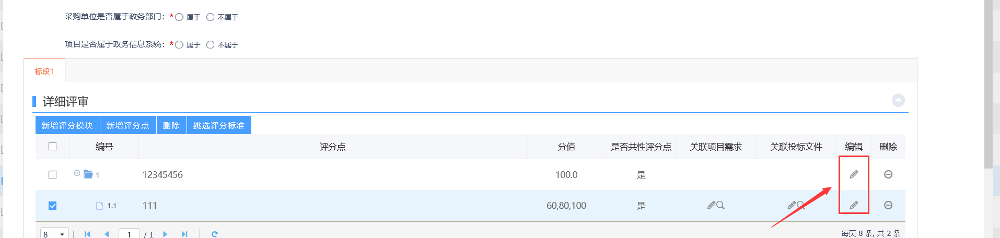 采购单位是否属于政务部门：*属于 不属于
项目是否属于政务信息系统：*属于 不属于
标段1
详细评审
新增评分模块 新增评分点 删除 挑选评分标准
编号 评分点 分值 是否共性评分点 关联项目需求 关联投标文件 编辑 删除
1 12345456 100.0 是
1.1 111 60,80,100 是
8 1 / 1 每页 8 条, 共 2 条